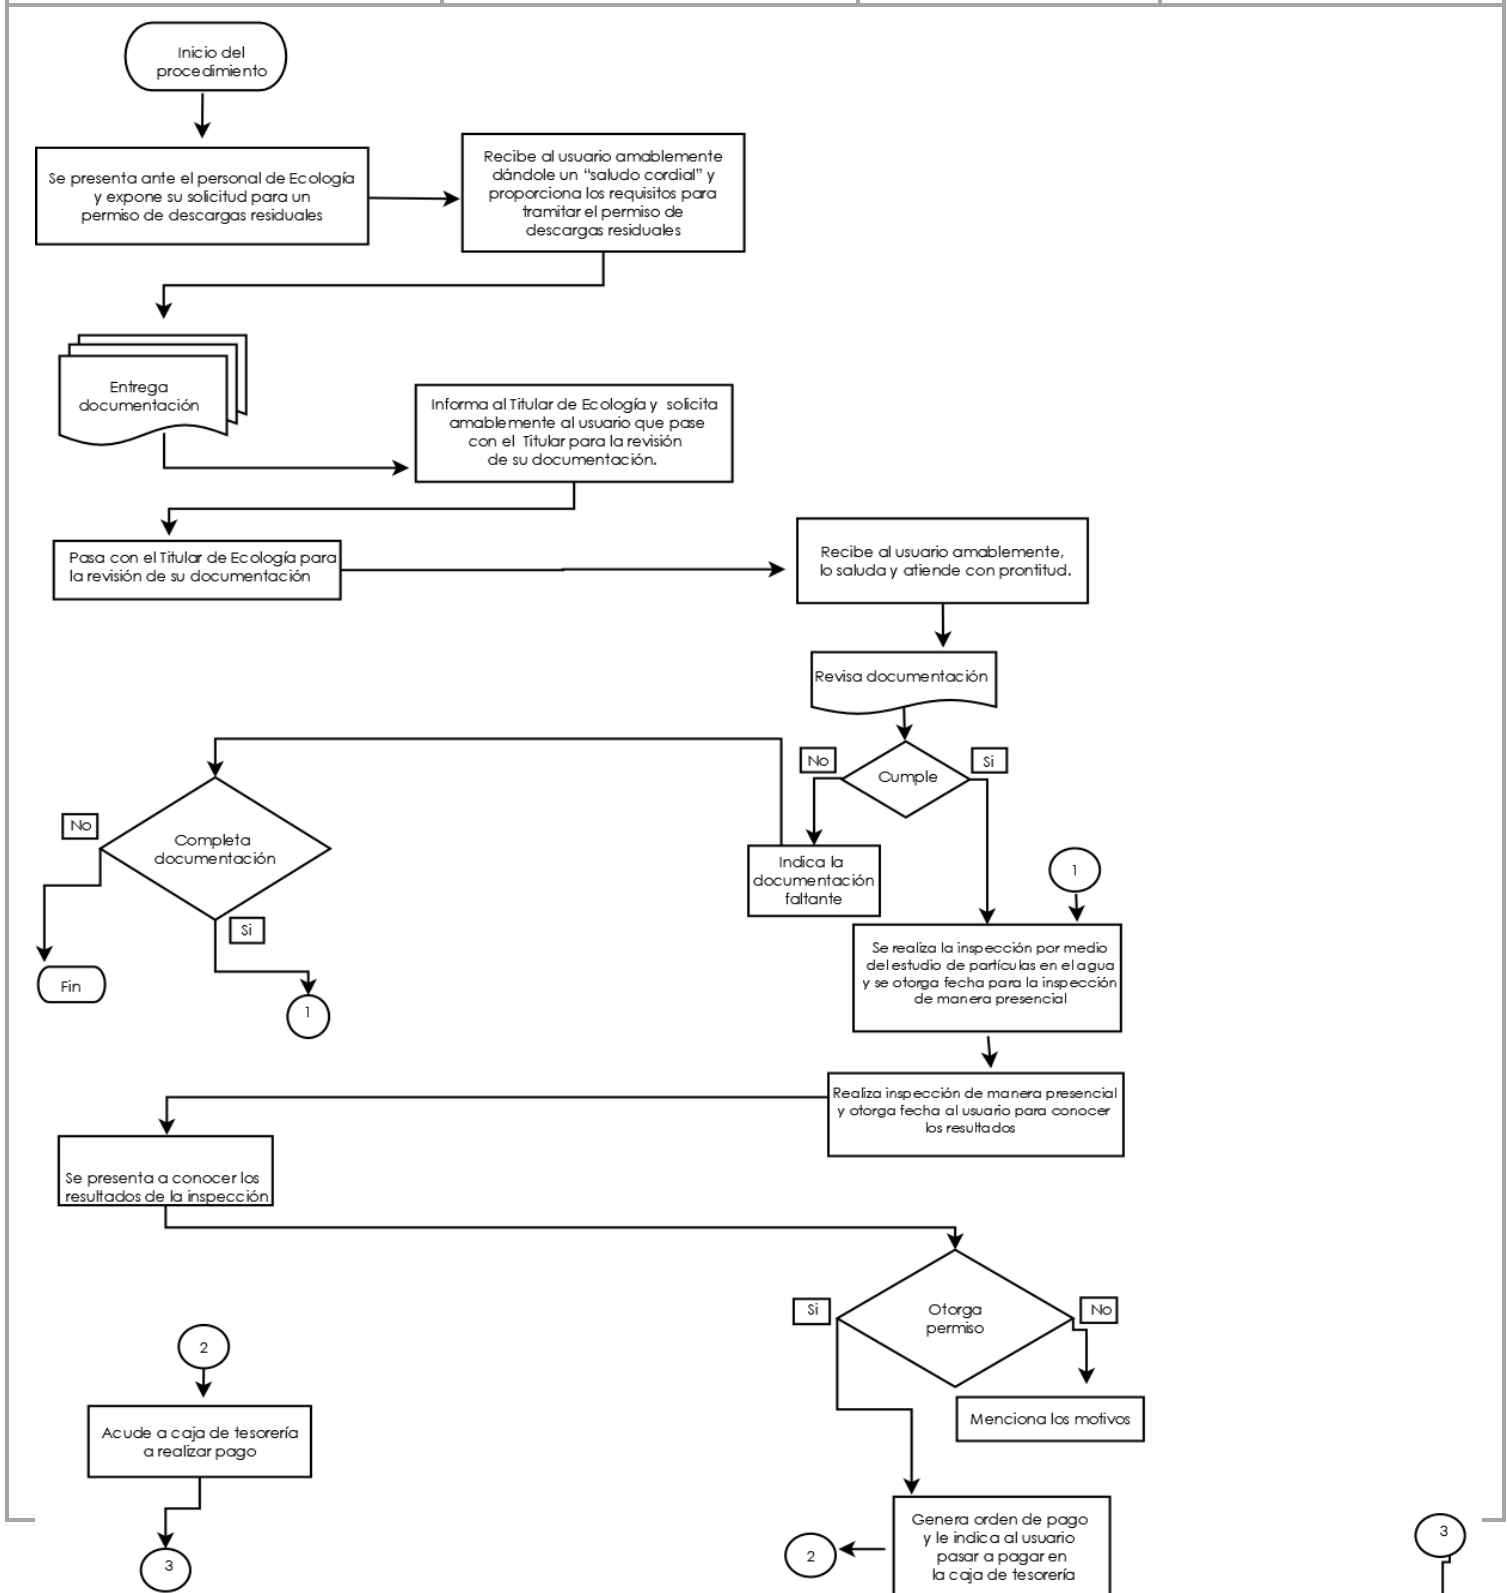 Inicio del
procedimiento
Se presenta ante el personal de Ecología
y expone su solicitud para un
permiso de descargas residuales
Recibe al usuario amablemente
dándole un “saludo cordial” y
proporciona los requisitos para
tramitar el permiso de
descargas residuales
Entrega
documentación
Informa al Titular de Ecología y solicita
amablemente al usuario que pase
con el Titular para la revisión
de su documentación.
Pasa con el Titular de Ecología para
la revisión de su documentación
Recibe al usuario amablemente,
lo saluda y atiende con prontitud.
Revisa documentación
No
Cumple
Si
No
Completa
documentación
Si
Fin
1
Indica la
documentación
faltante
1
Se realiza la inspección por medio
del estudio de partículas en el agua
y se otorga fecha para la inspección
de manera presencial
Realiza inspección de manera presencial
y otorga fecha al usuario para conocer
los resultados
Se presenta a conocer los
resultados de la inspección
Si
Otorga
permiso
No
Menciona los motivos
2
Acude a caja de tesorería
a realizar pago
3
2
Genera orden de pago
y le indica al usuario
pasar a pagar en
la caja de tesorería
3